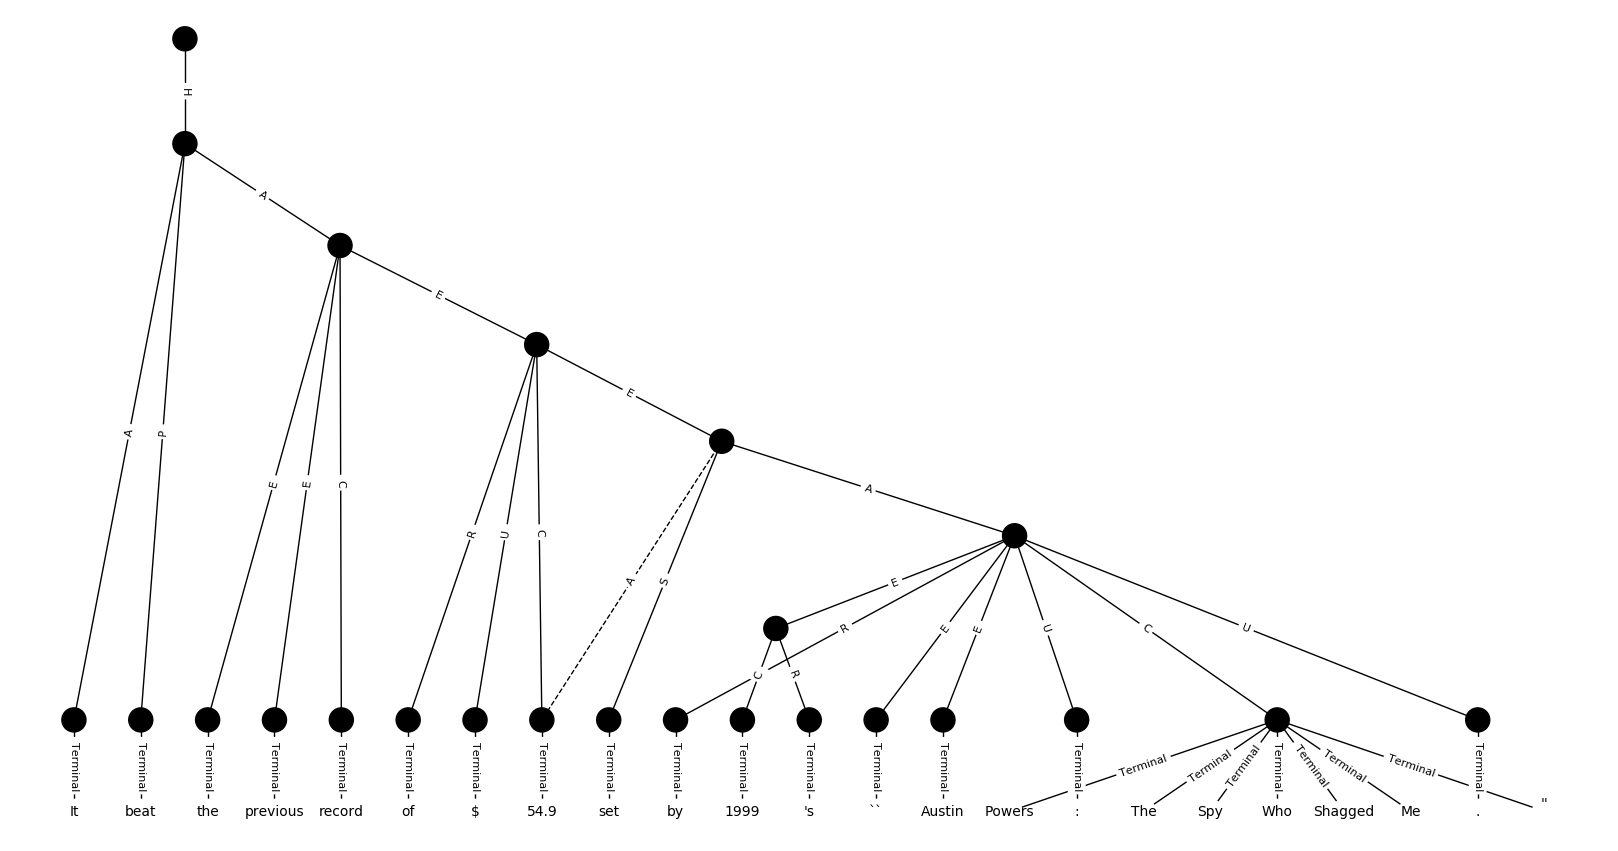 H
A
E
E
A
A P E E C R U C A S
E R E E U C U
C R
Terminal Terminal Terminal Terminal Terminal Terminal Terminal Terminal Terminal Terminal Terminal Terminal Terminal Terminal Terminal Terminal Terminal Terminal Terminal Terminal Terminal Terminal Terminal
It beat the previous record of $ 54.9 set by 1999 's `` Austin Powers : The Spy Who Shagged Me . "